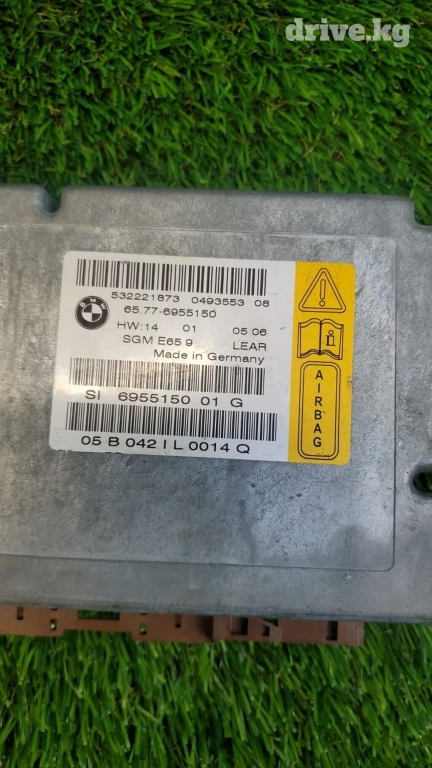 drive.kg
BMW
532221873 0493553 08
65.77-6955150
HW:14 01 05 06
SGM E65 9 LEAR
Made in Germany
SI 6955150 01 G
05 B 042 I L 0014 Q
i
AIRBAG